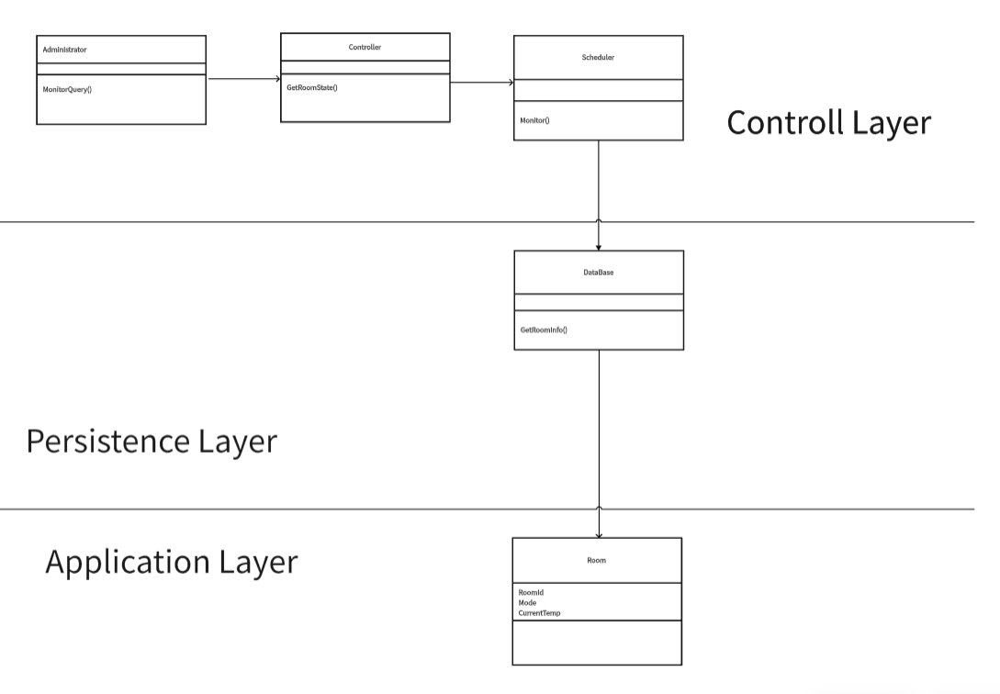 Administrator
MonitorQuery()
Controller
GetRoomState()
Scheduler
Monitor()
Controll Layer
DataBase
GetRoomInfo()
Persistence Layer
Application Layer
Room
RoomId
Mode
CurrentTemp